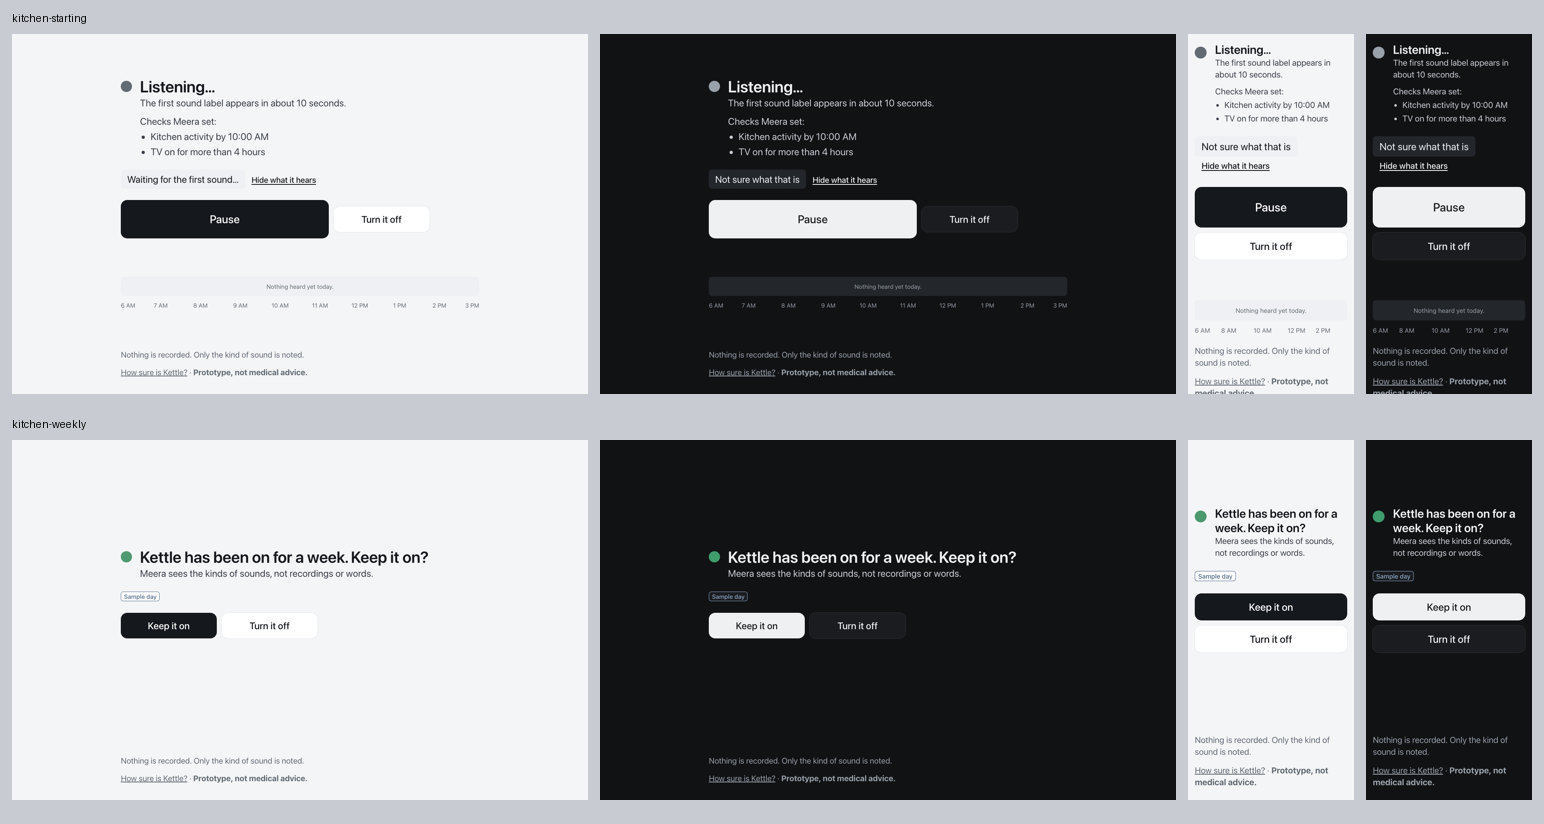 kitchen-starting
Listening...
The first sound label appears in about 10 seconds.
Checks Meera set:
• Kitchen activity by 10:00 AM
• TV on for more than 4 hours
Waiting for the first sound...
Hide what it hears
Pause
Turn it off
Nothing heard yet today.
6 AM 7 AM 8 AM 9 AM 10 AM 11 AM 12 PM 1 PM 2 PM 3 PM
Nothing is recorded. Only the kind of sound is noted.
How sure is Kettle? · Prototype, not medical advice.
Listening...
The first sound label appears in about 10 seconds.
Checks Meera set:
• Kitchen activity by 10:00 AM
• TV on for more than 4 hours
Not sure what that is
Hide what it hears
Pause
Turn it off
Nothing heard yet today.
6 AM 7 AM 8 AM 9 AM 10 AM 11 AM 12 PM 1 PM 2 PM 3 PM
Nothing is recorded. Only the kind of sound is noted.
How sure is Kettle? · Prototype, not medical advice.
Listening...
The first sound label appears in
about 10 seconds.
Checks Meera set:
• Kitchen activity by 10:00 AM
• TV on for more than 4 hours
Not sure what that is
Hide what it hears
Pause
Turn it off
Nothing heard yet today.
6 AM 8 AM 10 AM 12 PM 2 PM
Nothing is recorded. Only the kind of
sound is noted.
How sure is Kettle? · Prototype, not
medical advice.
Listening...
The first sound label appears in
about 10 seconds.
Checks Meera set:
• Kitchen activity by 10:00 AM
• TV on for more than 4 hours
Not sure what that is
Hide what it hears
Pause
Turn it off
Nothing heard yet today.
6 AM 8 AM 10 AM 12 PM 2 PM
Nothing is recorded. Only the kind of
sound is noted.
How sure is Kettle? · Prototype, not
medical advice.
kitchen-weekly
Kettle has been on for a week. Keep it on?
Meera sees the kinds of sounds, not recordings or words.
Sample day
Keep it on
Turn it off
Nothing is recorded. Only the kind of sound is noted.
How sure is Kettle? · Prototype, not medical advice.
Kettle has been on for a week. Keep it on?
Meera sees the kinds of sounds, not recordings or words.
Sample day
Keep it on
Turn it off
Nothing is recorded. Only the kind of sound is noted.
How sure is Kettle? · Prototype, not medical advice.
Kettle has been on for a
week. Keep it on?
Meera sees the kinds of sounds,
not recordings or words.
Sample day
Keep it on
Turn it off
Nothing is recorded. Only the kind of
sound is noted.
How sure is Kettle? · Prototype, not
medical advice.
Kettle has been on for a
week. Keep it on?
Meera sees the kinds of sounds,
not recordings or words.
Sample day
Keep it on
Turn it off
Nothing is recorded. Only the kind of
sound is noted.
How sure is Kettle? · Prototype, not
medical advice.